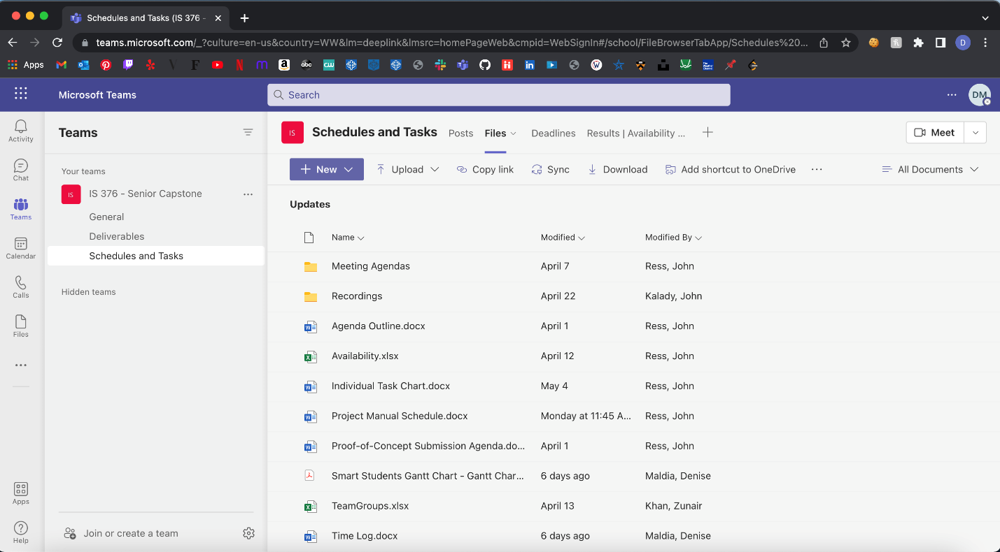 Schedules and Tasks (IS 376 -
teams.microsoft.com/_?culture=en-us&country=WW&lm=deeplink&lmsrc=homePageWeb&cmpid=WebSignIn#/school/FileBrowserTabApp/Schedules%20...
D
Apps
abc
CW
Microsoft Teams
Search
DM
Activity
Chat
Teams
Calendar
Calls
Files
Apps
Help
Teams
Your teams
IS IS 376 - Senior Capstone
General
Deliverables
Schedules and Tasks
Hidden teams
Join or create a team
IS Schedules and Tasks Posts Files Deadlines Results | Availability ... Meet
New Upload Copy link Sync Download Add shortcut to OneDrive All Documents
Updates
Name Modified Modified By
Meeting Agendas April 7 Ress, John
Recordings April 22 Kalady, John
Agenda Outline.docx April 1 Ress, John
Availability.xlsx April 12 Ress, John
Individual Task Chart.docx May 4 Ress, John
Project Manual Schedule.docx Monday at 11:45 A... Ress, John
Proof-of-Concept Submission Agenda.do... April 1 Ress, John
Smart Students Gantt Chart - Gantt Char... 6 days ago Maldia, Denise
TeamGroups.xlsx April 13 Khan, Zunair
Time Log.docx 6 days ago Maldia, Denise